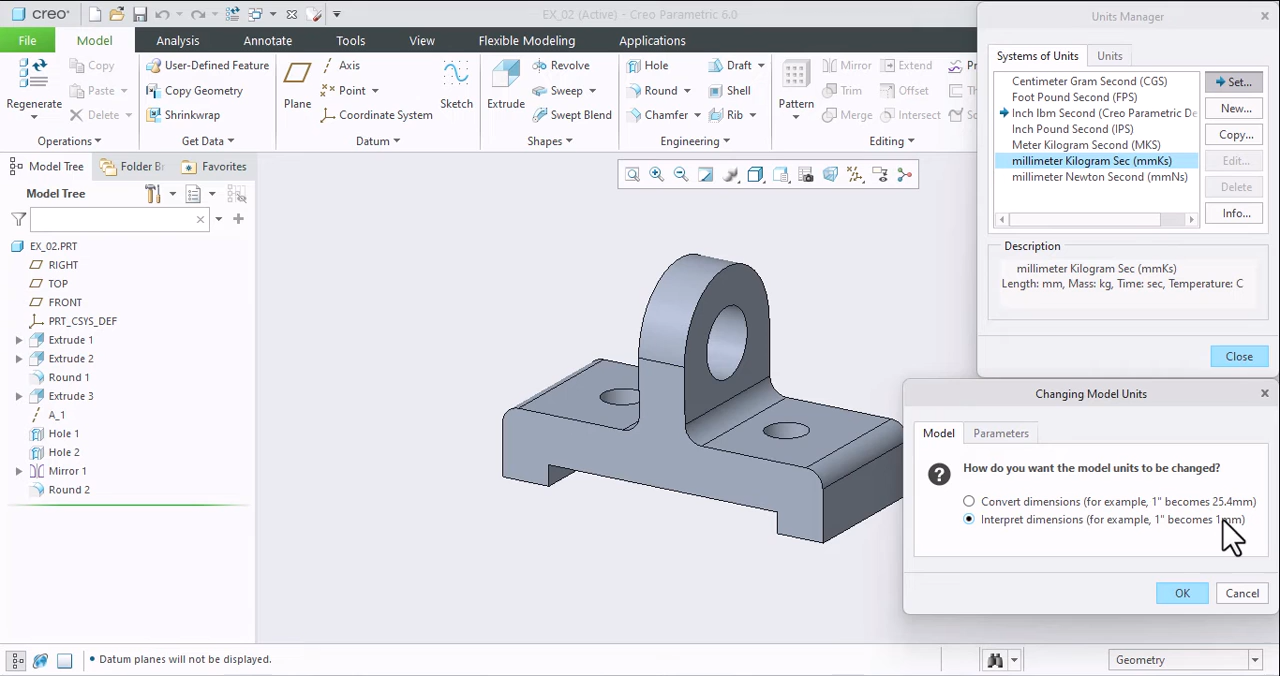 creo
EX_02 (Active) - Creo Parametric 6.0
File
Model
Analysis
Annotate
Tools
View
Flexible Modeling
Applications
Regenerate
Copy
Paste
Delete
Operations
User-Defined Feature
Copy Geometry
Shrinkwrap
Get Data
Plane
Axis
Point
Coordinate System
Sketch
Datum
Extrude
Revolve
Sweep
Swept Blend
Shapes
Hole
Round
Chamfer
Draft
Shell
Rib
Engineering
Pattern
Mirror
Trim
Merge
Extend
Offset
Intersect
Editing
Model Tree
Folder Br
Favorites
Model Tree
EX_02.PRT
RIGHT
TOP
FRONT
PRT_CSYS_DEF
Extrude 1
Extrude 2
Round 1
Extrude 3
A_1
Hole 1
Hole 2
Mirror 1
Round 2
Units Manager
Systems of Units
Units
Centimeter Gram Second (CGS)
Foot Pound Second (FPS)
Inch lbm Second (Creo Parametric De
Inch Pound Second (IPS)
Meter Kilogram Second (MKS)
millimeter Kilogram Sec (mmKs)
millimeter Newton Second (mmNs)
Set...
New...
Copy...
Edit...
Delete
Info...
Description
millimeter Kilogram Sec (mmKs)
Length: mm, Mass: kg, Time: sec, Temperature: C
Close
Changing Model Units
Model
Parameters
How do you want the model units to be changed?
Convert dimensions (for example, 1" becomes 25.4mm)
Interpret dimensions (for example, 1" becomes 1mm)
OK
Cancel
• Datum planes will not be displayed.
Geometry